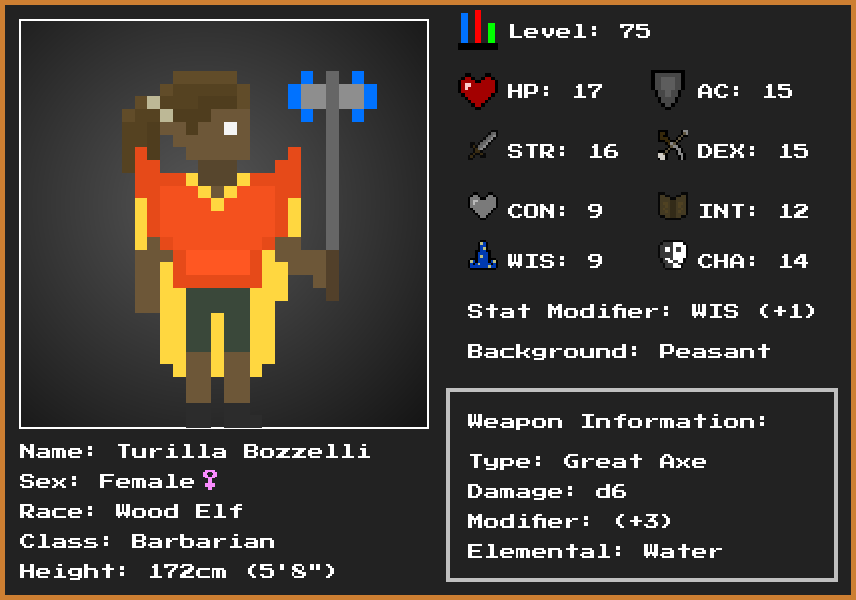 Level: 75
HP: 17
AC: 15
STR: 16
DEX: 15
CON: 9
INT: 12
WIS: 9
CHA: 14
Stat Modifier: WIS (+1)
Background: Peasant
Weapon Information:
Type: Great Axe
Damage: d6
Modifier: (+3)
Elemental: Water
Name: Turilla Bozzelli
Sex: Female♀
Race: Wood Elf
Class: Barbarian
Height: 172cm (5'8")